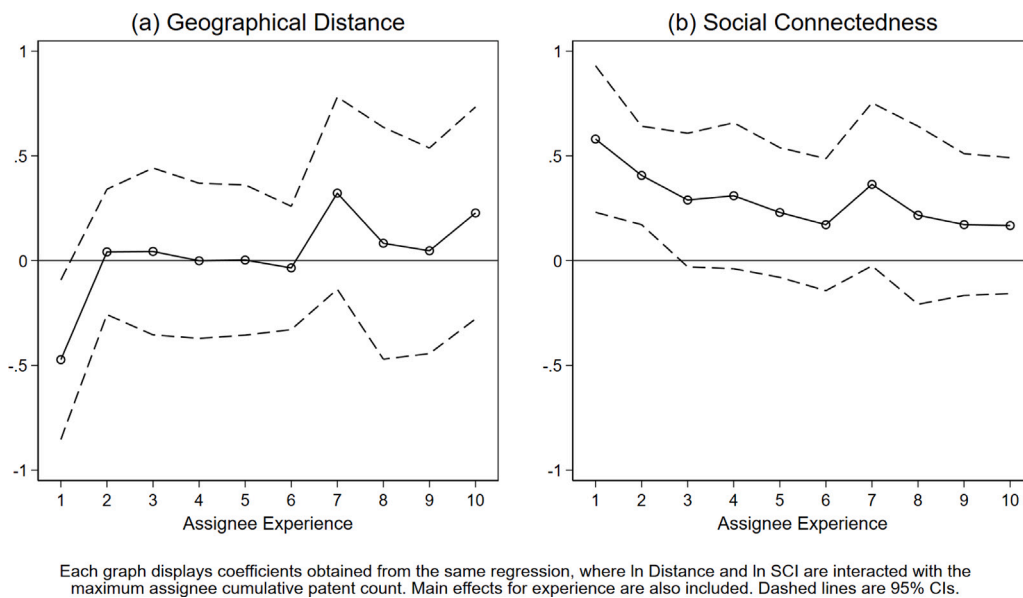 (a) Geographical Distance
1
.5
0
-.5
-1
1 2 3 4 5 6 7 8 9 10
Assignee Experience
(b) Social Connectedness
1
.5
0
-.5
-1
1 2 3 4 5 6 7 8 9 10
Assignee Experience
Each graph displays coefficients obtained from the same regression, where ln Distance and ln SCI are interacted with the
maximum assignee cumulative patent count. Main effects for experience are also included. Dashed lines are 95% CIs.